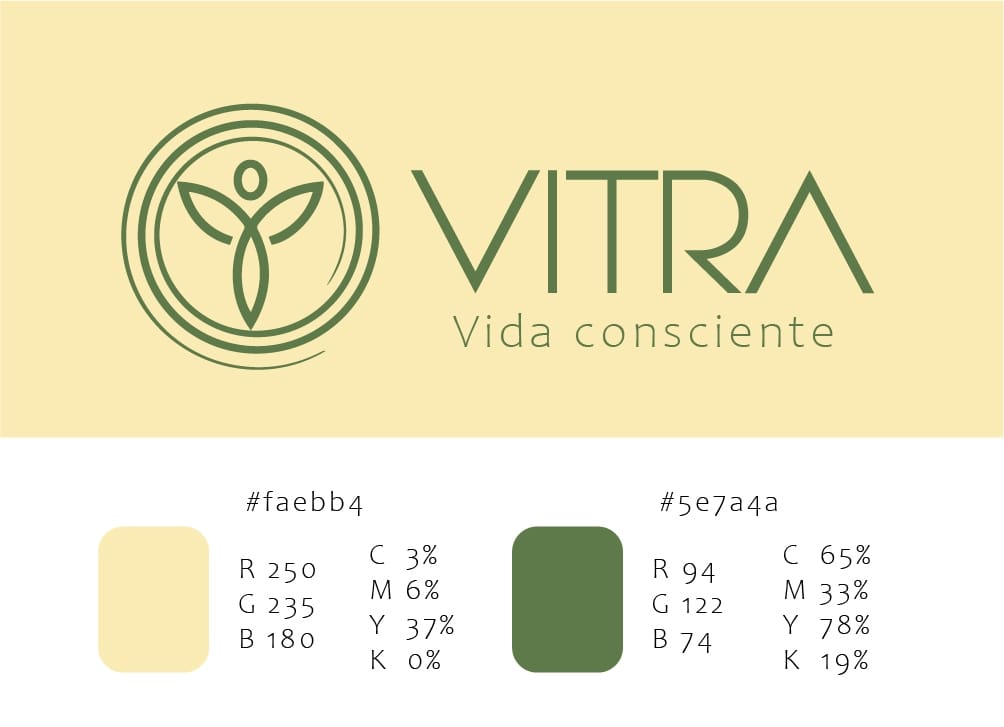 VITRA
Vida consciente
#faebb4
R 250
G 235
B 180
C 3%
M 6%
Y 37%
K 0%
#5e7a4a
R 94
G 122
B 74
C 65%
M 33%
Y 78%
K 19%